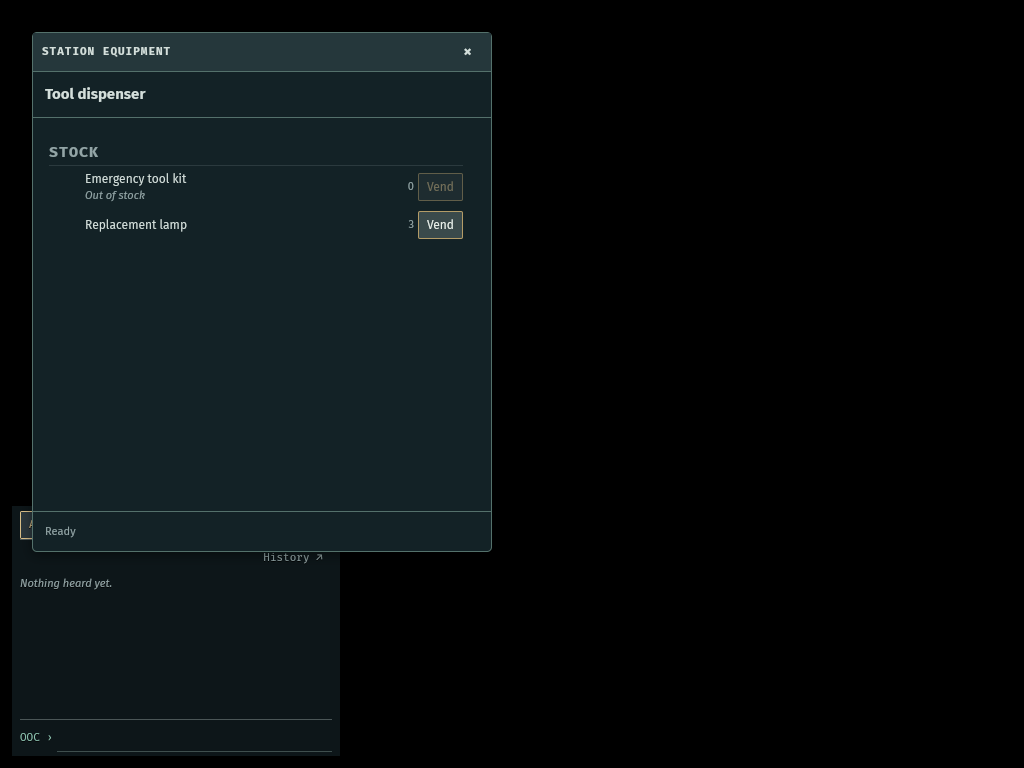 STATION EQUIPMENT ✖
Tool dispenser
STOCK
Emergency tool kit 0 Vend
Out of stock
Replacement lamp 3 Vend
Ready
History ↗
Nothing heard yet.
OOC ›